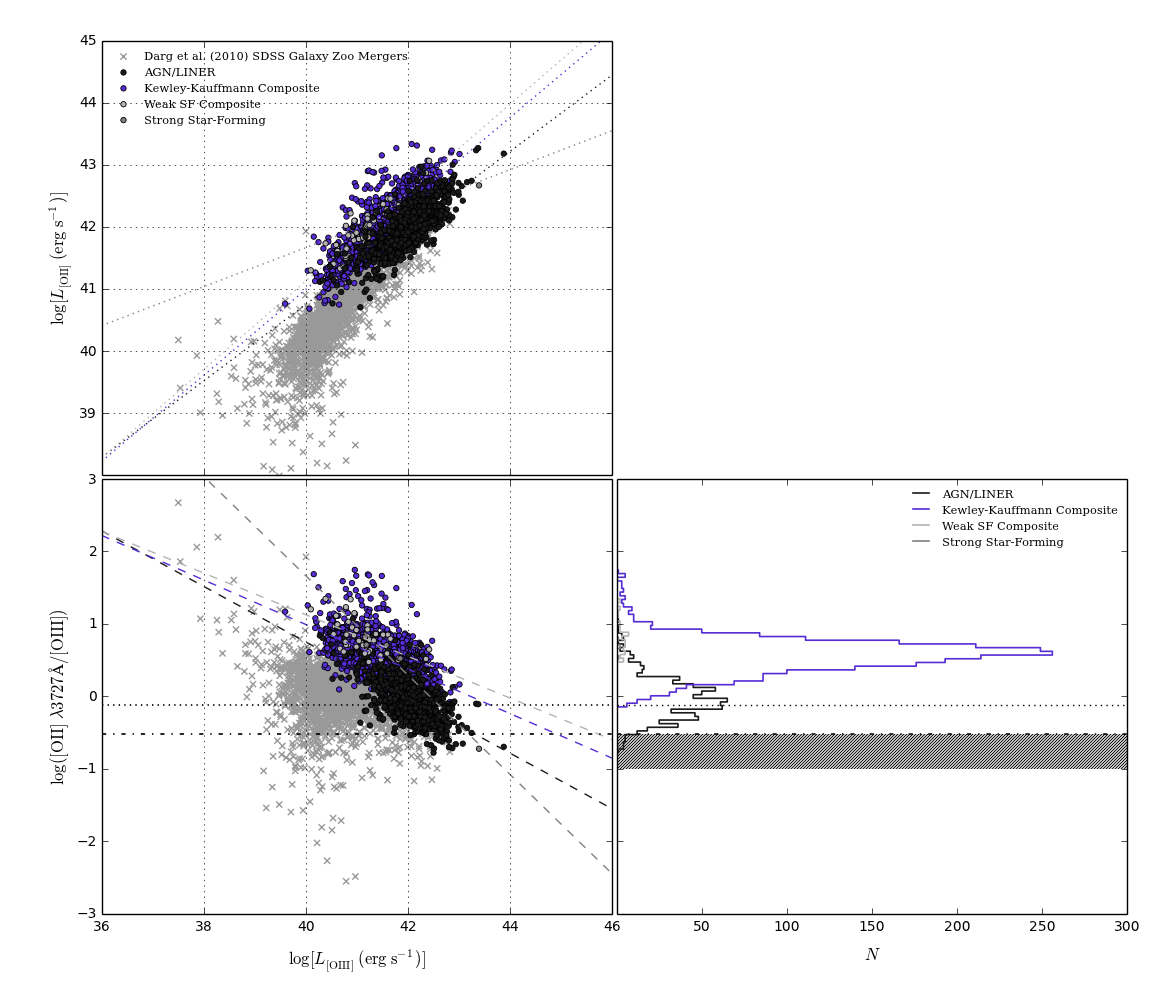 45
44
43
42
41
40
39
log[L[OII] (erg s−1)]
Darg et al. (2010) SDSS Galaxy Zoo Mergers
AGN/LINER
Kewley-Kauffmann Composite
Weak SF Composite
Strong Star-Forming
3
2
1
0
−1
−2
−3
log([OII] λ3727Å/[OIII])
36 38 40 42 44 46
log[L[OIII] (erg s−1)]
AGN/LINER
Kewley-Kauffmann Composite
Weak SF Composite
Strong Star-Forming
50 100 150 200 250 300
N